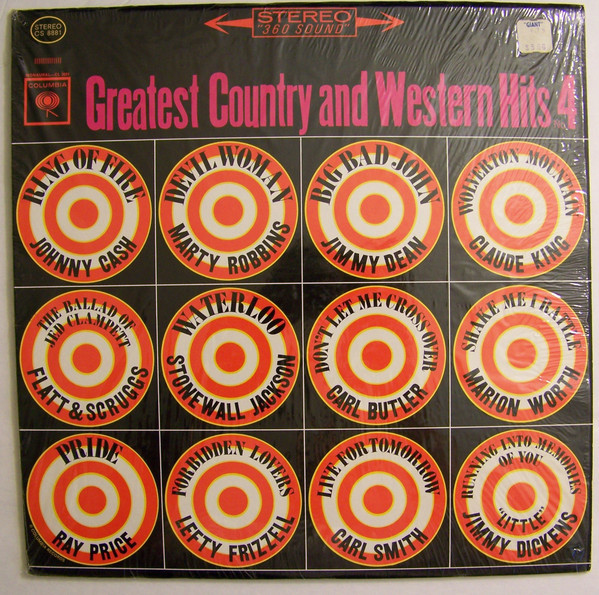 STEREO
CS 8881
STEREO
"360 SOUND"
"GIANT"
COLUMBIA
Greatest Country and Western Hits 4
RING OF FIRE
JOHNNY CASH
DEVIL WOMAN
MARTY ROBBINS
BIG BAD JOHN
JIMMY DEAN
WOLVERTON MOUNTAIN
CLAUDE KING
THE BALLAD OF
JED CLAMPETT
FLATT & SCRUGGS
WATERLOO
STONEWALL JACKSON
DON'T LET ME CROSS OVER
CARL BUTLER
SHAKE ME I RATTLE
MARION WORTH
PRIDE
RAY PRICE
FORBIDDEN LOVERS
LEFTY FRIZZELL
LIVE FOR TOMORROW
CARL SMITH
RUNNING INTO MEMORIES
OF YOU
"LITTLE"
JIMMY DICKENS